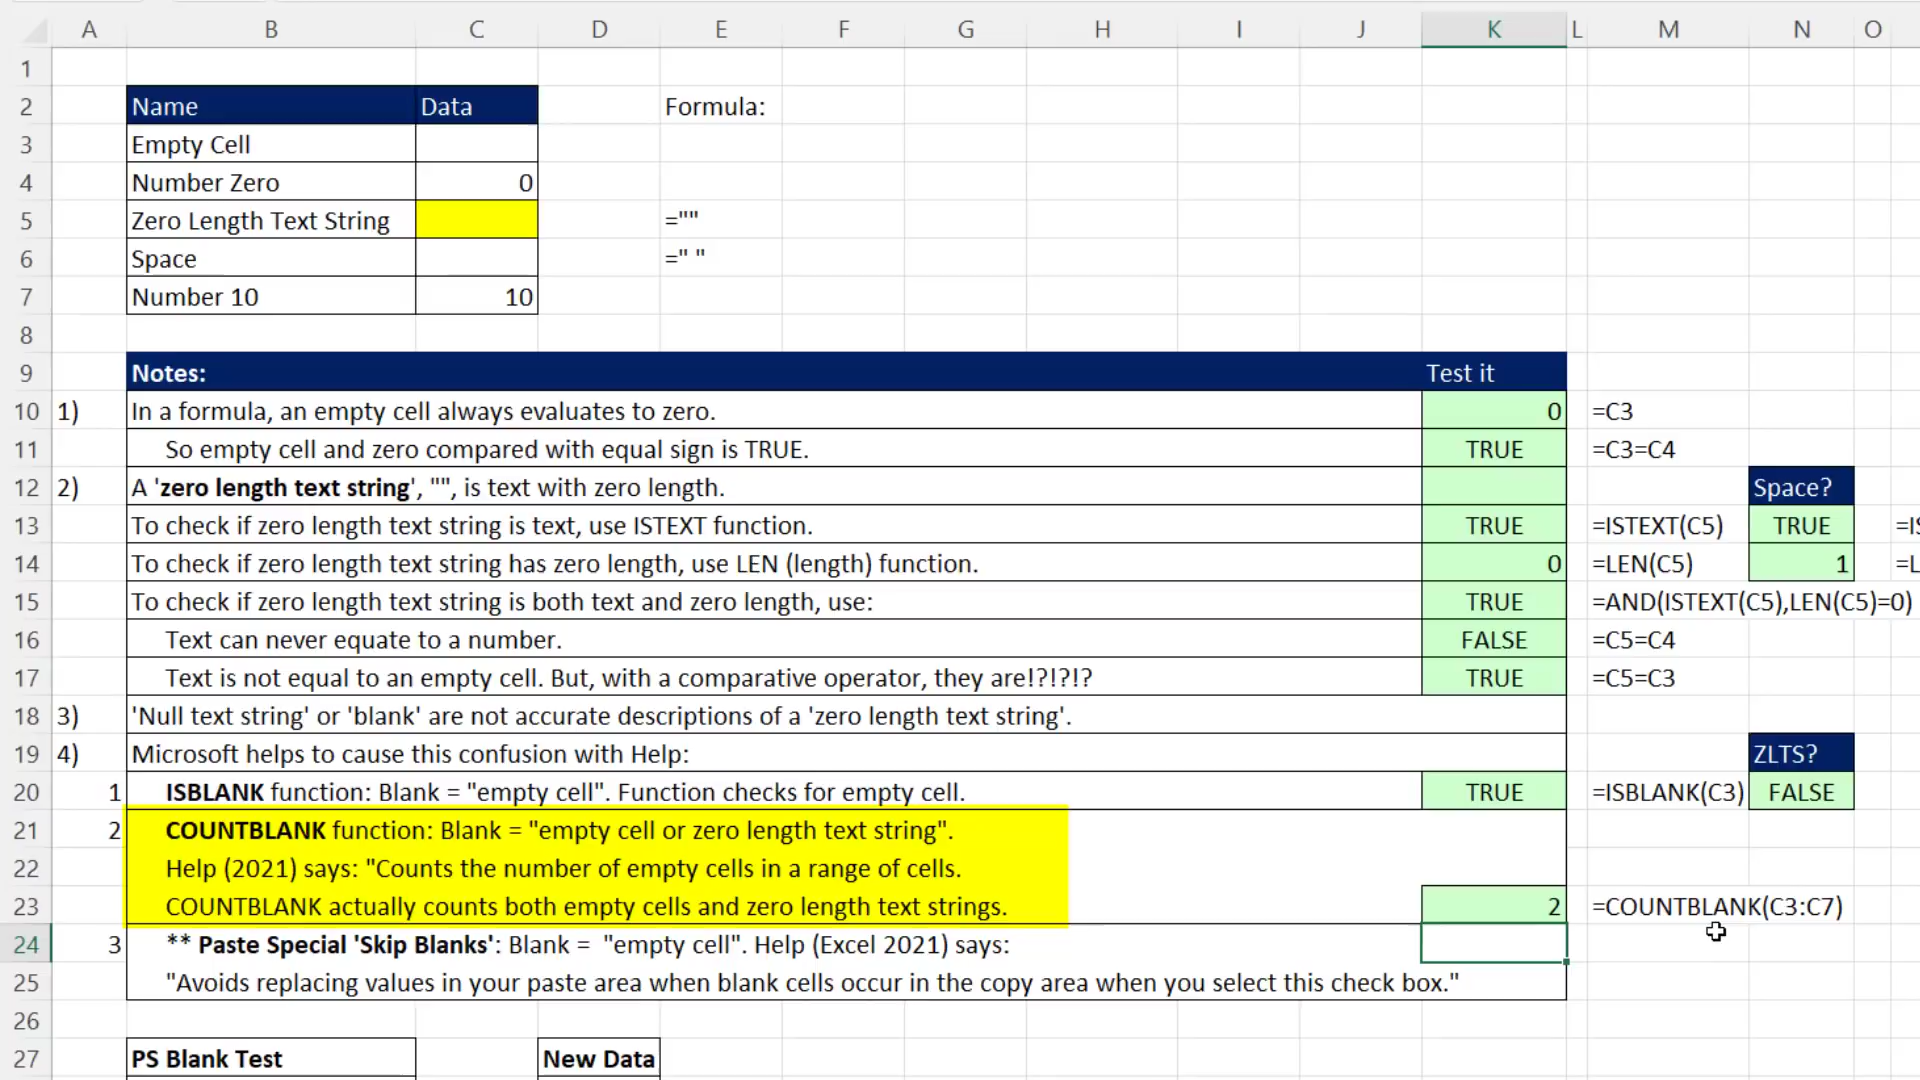 A B C D E F G H I J K L M N O
1
2 Name Data Formula:
3 Empty Cell
4 Number Zero 0
5 Zero Length Text String =""
6 Space =" "
7 Number 10 10
8
9 Notes: Test it
10 1) In a formula, an empty cell always evaluates to zero. 0 =C3
11 So empty cell and zero compared with equal sign is TRUE. TRUE =C3=C4
12 2) A 'zero length text string', "", is text with zero length. Space?
13 To check if zero length text string is text, use ISTEXT function. TRUE =ISTEXT(C5) TRUE =IS
14 To check if zero length text string has zero length, use LEN (length) function. 0 =LEN(C5) 1 =L
15 To check if zero length text string is both text and zero length, use: TRUE =AND(ISTEXT(C5),LEN(C5)=0)
16 Text can never equate to a number. FALSE =C5=C4
17 Text is not equal to an empty cell. But, with a comparative operator, they are!?!?!? TRUE =C5=C3
18 3) 'Null text string' or 'blank' are not accurate descriptions of a 'zero length text string'.
19 4) Microsoft helps to cause this confusion with Help: ZLTS?
20 1 ISBLANK function: Blank = "empty cell". Function checks for empty cell. TRUE =ISBLANK(C3) FALSE
21 2 COUNTBLANK function: Blank = "empty cell or zero length text string".
22 Help (2021) says: "Counts the number of empty cells in a range of cells.
23 COUNTBLANK actually counts both empty cells and zero length text strings. 2 =COUNTBLANK(C3:C7)
24 3 ** Paste Special 'Skip Blanks': Blank = "empty cell". Help (Excel 2021) says:
25 "Avoids replacing values in your paste area when blank cells occur in the copy area when you select this check box."
26
27 PS Blank Test New Data